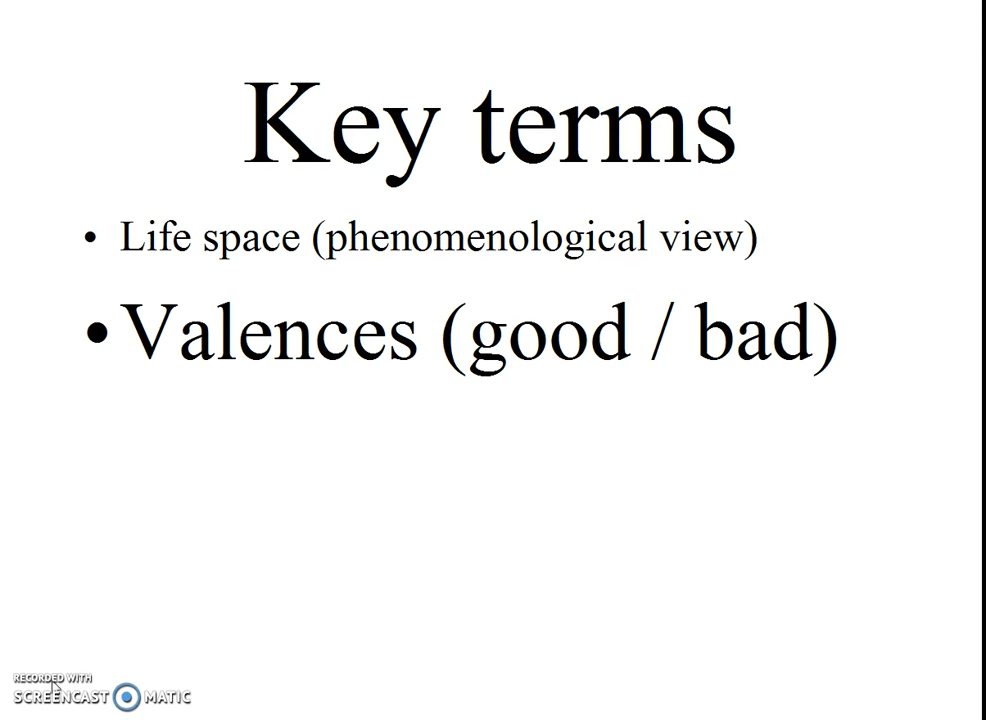 Key terms
• Life space (phenomenological view)
• Valences (good / bad)
RECORDED WITH
SCREENCAST MATIC